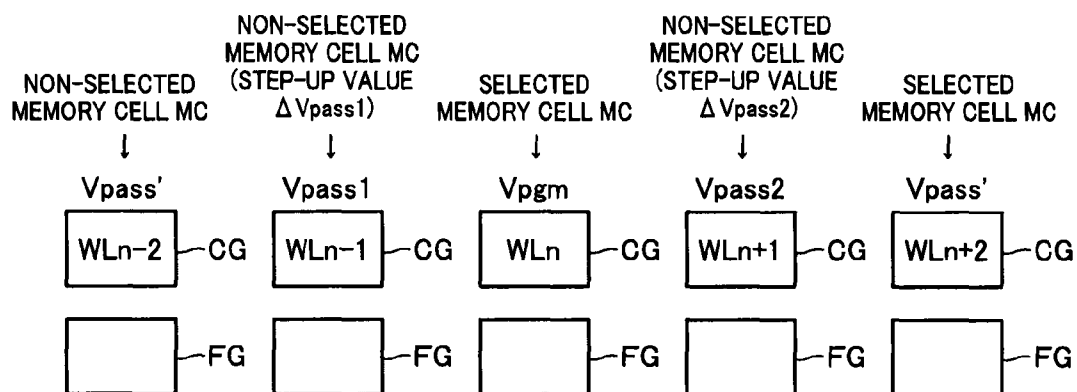 NON-SELECTED
MEMORY CELL MC
NON-SELECTED
MEMORY CELL MC
(STEP-UP VALUE
ΔVpass1)
SELECTED
MEMORY CELL MC
NON-SELECTED
MEMORY CELL MC
(STEP-UP VALUE
ΔVpass2)
SELECTED
MEMORY CELL MC
Vpass' Vpass1 Vpgm Vpass2 Vpass'
WLn-2 CG WLn-1 CG WLn CG WLn+1 CG WLn+2 CG
FG FG FG FG FG